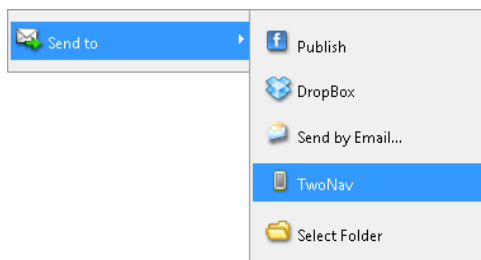 Send to
Publish
DropBox
Send by Email...
TwoNav
Select Folder